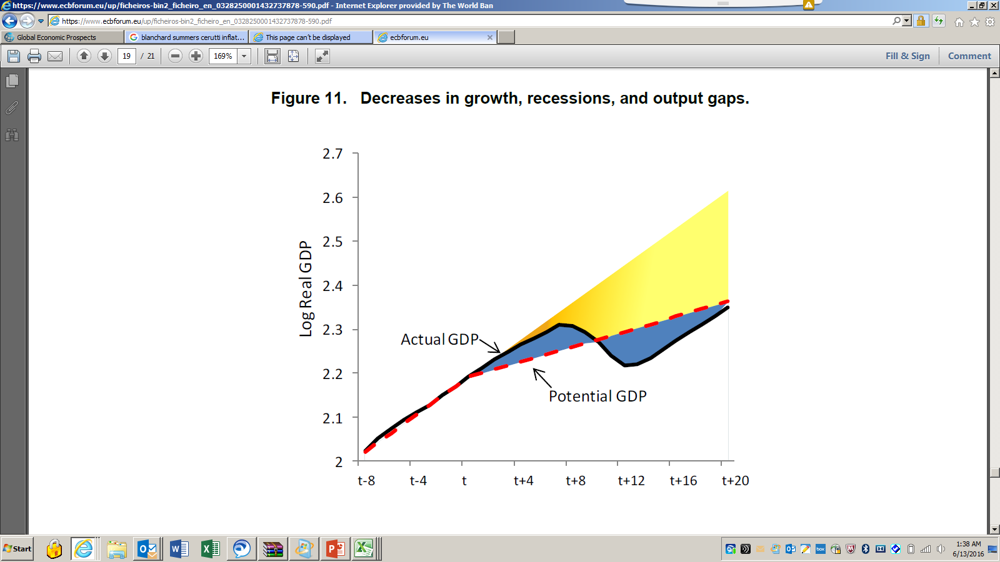 https://www.ecbforum.eu/up/ficheiros-bin2_ficheiro_en_0328250001432737878-590.pdf - Internet Explorer provided by The World Ban
https://www.ecbforum.eu/up/ficheiros-bin2_ficheiro_en_0328250001432737878-590.pdf
Global Economic Prospects
blanchard summers cerutti inflat...
This page can't be displayed
ecbforum.eu
19 / 21
169%
Fill & Sign
Comment
Figure 11. Decreases in growth, recessions, and output gaps.
Log Real GDP
2.7
2.6
2.5
2.4
2.3
2.2
2.1
2
Actual GDP
Potential GDP
t-8
t-4
t
t+4
t+8
t+12
t+16
t+20
Start
box
1:38 AM
6/13/2016